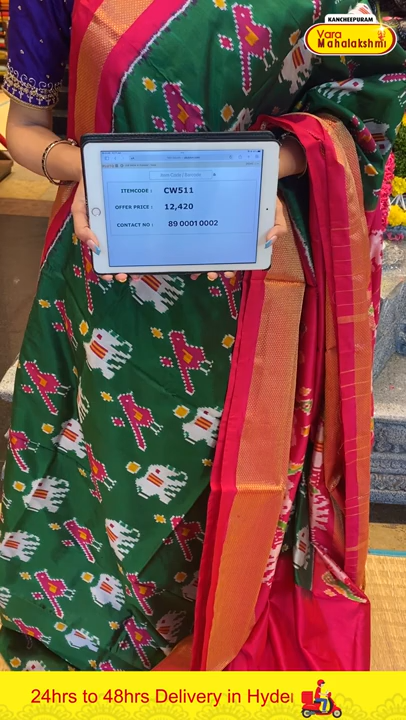 KANCHEEPURAM
Vara
Mahalakshmi
ITEMCODE : CW511
OFFER PRICE : 12,420
CONTACT NO : 89 0001 0002
24hrs to 48hrs Delivery in Hyder